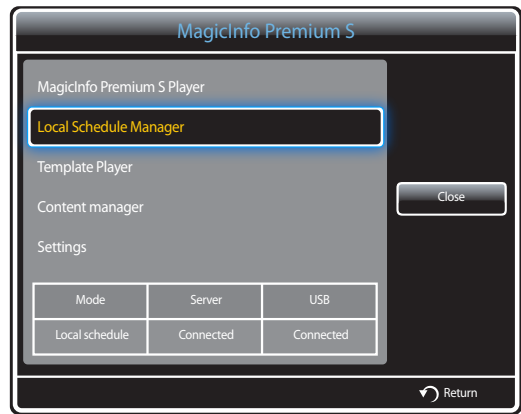 MagicInfo Premium S
MagicInfo Premium S Player
Local Schedule Manager
Template Player
Content manager
Settings
Close
Mode Server USB
Local schedule Connected Connected
Return